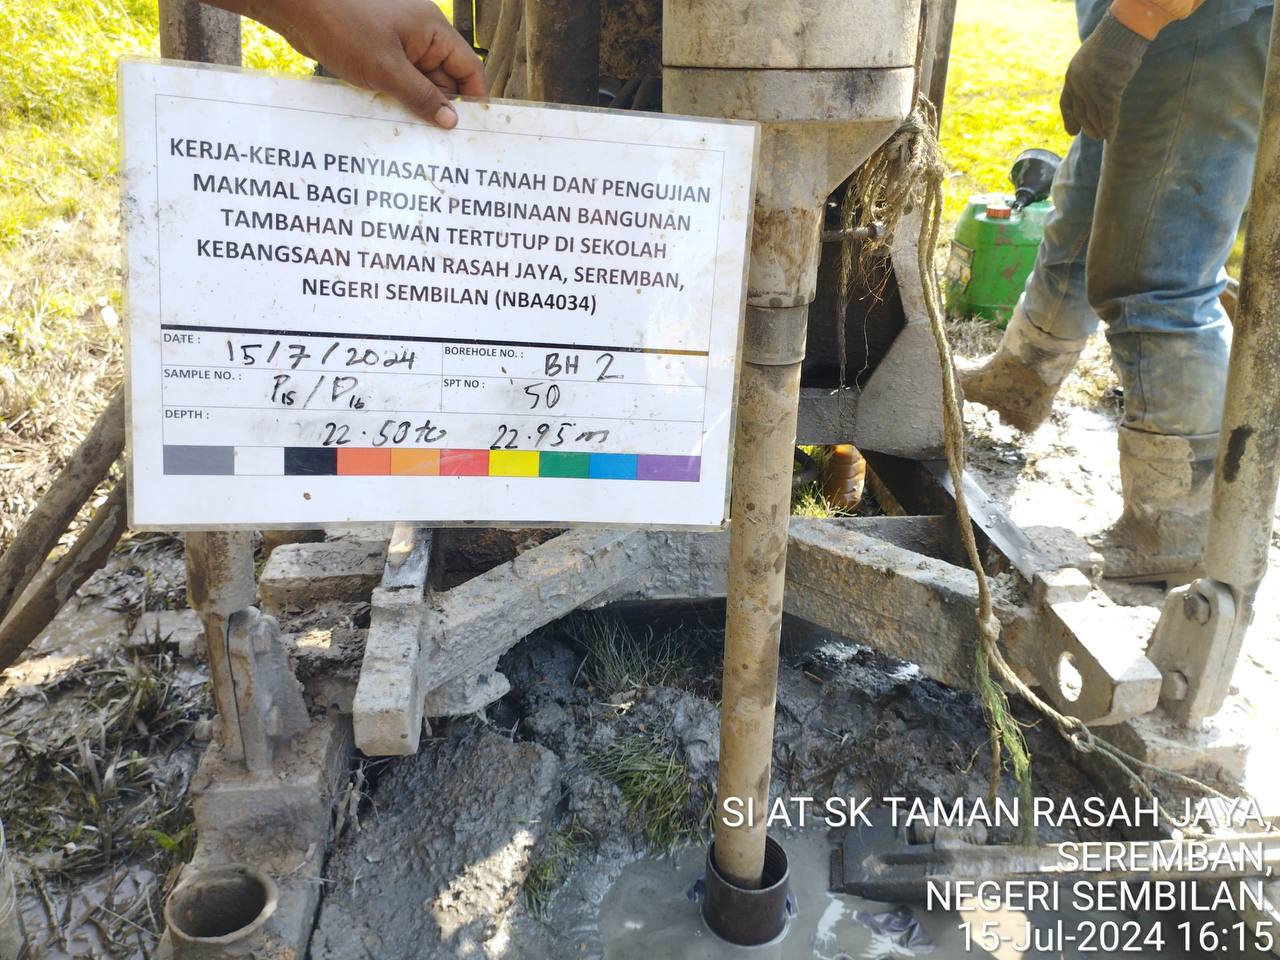 KERJA-KERJA PENYIASATAN TANAH DAN PENGUJIAN
MAKMAL BAGI PROJEK PEMBINAAN BANGUNAN
TAMBAHAN DEWAN TERTUTUP DI SEKOLAH
KEBANGSAAN TAMAN RASAH JAYA, SEREMBAN,
NEGERI SEMBILAN (NBA4034)
DATE : 15/7/2024 BOREHOLE NO. : BH 2
SAMPLE NO. : P15/P16 SPT NO : 50
DEPTH : 22.50 to 22.95 m
SI AT SK TAMAN RASAH JAYA,
SEREMBAN,
NEGERI SEMBILAN.
15-Jul-2024 16:15